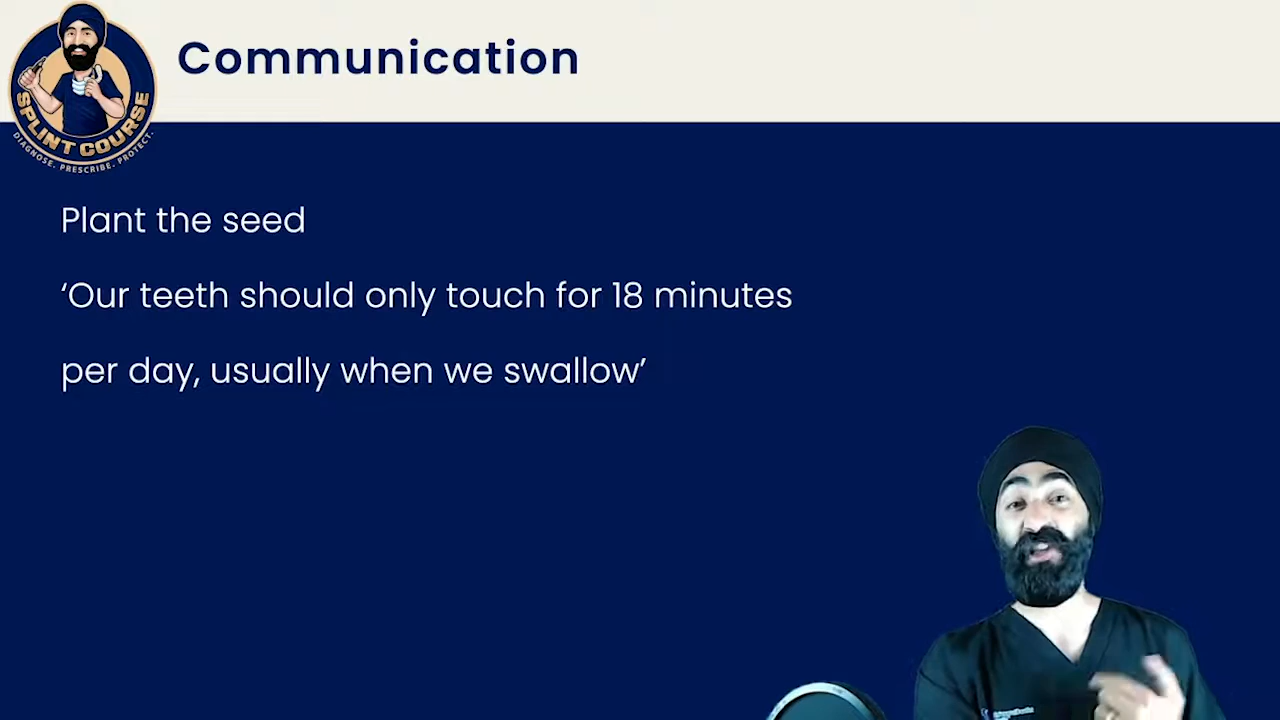 Communication
SPLINT COURSE
DIAGNOSE. PRESCRIBE. PROTECT.
Plant the seed
‘Our teeth should only touch for 18 minutes
per day, usually when we swallow’